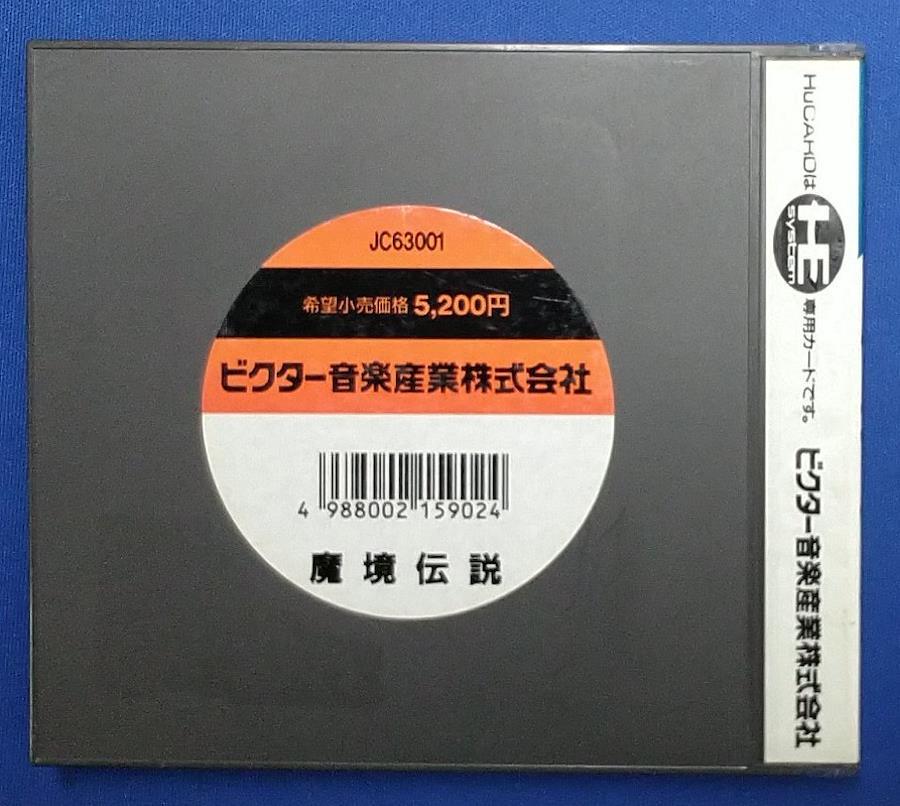 JC63001
希望小売価格 5,200円
ビクター音楽産業株式会社
4 988002 159024
魔境伝説
HuCARDは HE system 専用カードです。
ビクター音楽産業株式会社